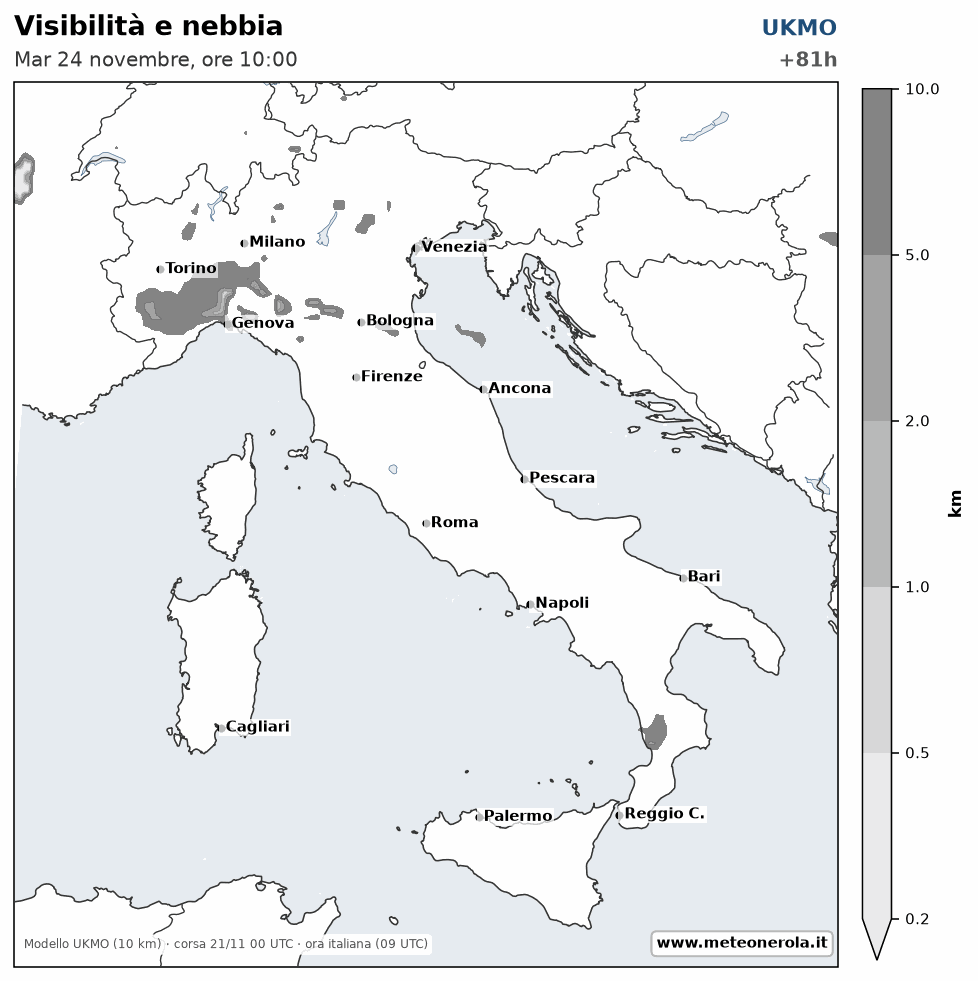 Visibilità e nebbia
UKMO
Mar 24 novembre, ore 10:00
+81h
10.0
5.0
2.0
1.0
0.5
0.2
km
Milano
Venezia
Torino
Genova
Bologna
Firenze
Ancona
Pescara
Roma
Bari
Napoli
Cagliari
Palermo
Reggio C.
Modello UKMO (10 km) · corsa 21/11 00 UTC · ora italiana (09 UTC)
www.meteonerola.it